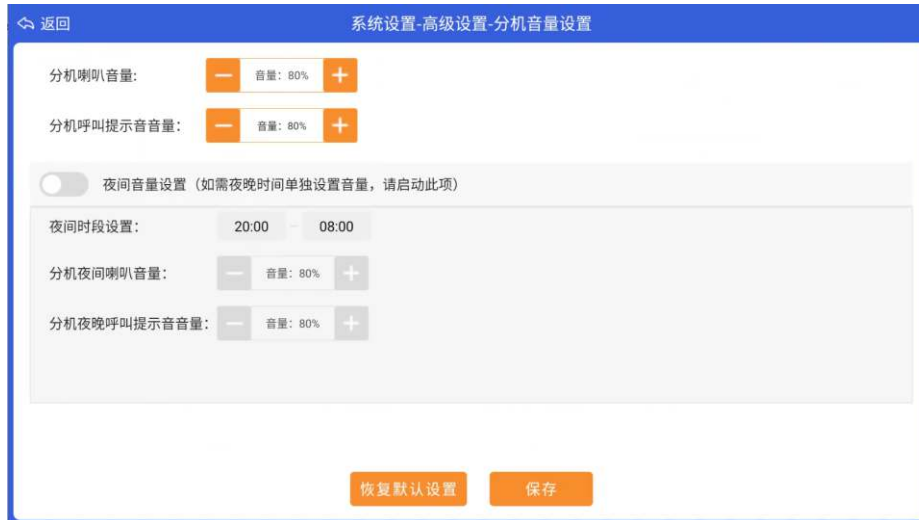 返回 系统设置-高级设置-分机音量设置
分机喇叭音量: 音量: 80%
分机呼叫提示音音量: 音量: 80%
夜间音量设置（如需夜晚时间单独设置音量，请启动此项）
夜间时段设置: 20:00 - 08:00
分机夜间喇叭音量: 音量: 80%
分机夜晚呼叫提示音音量: 音量: 80%
恢复默认设置 保存